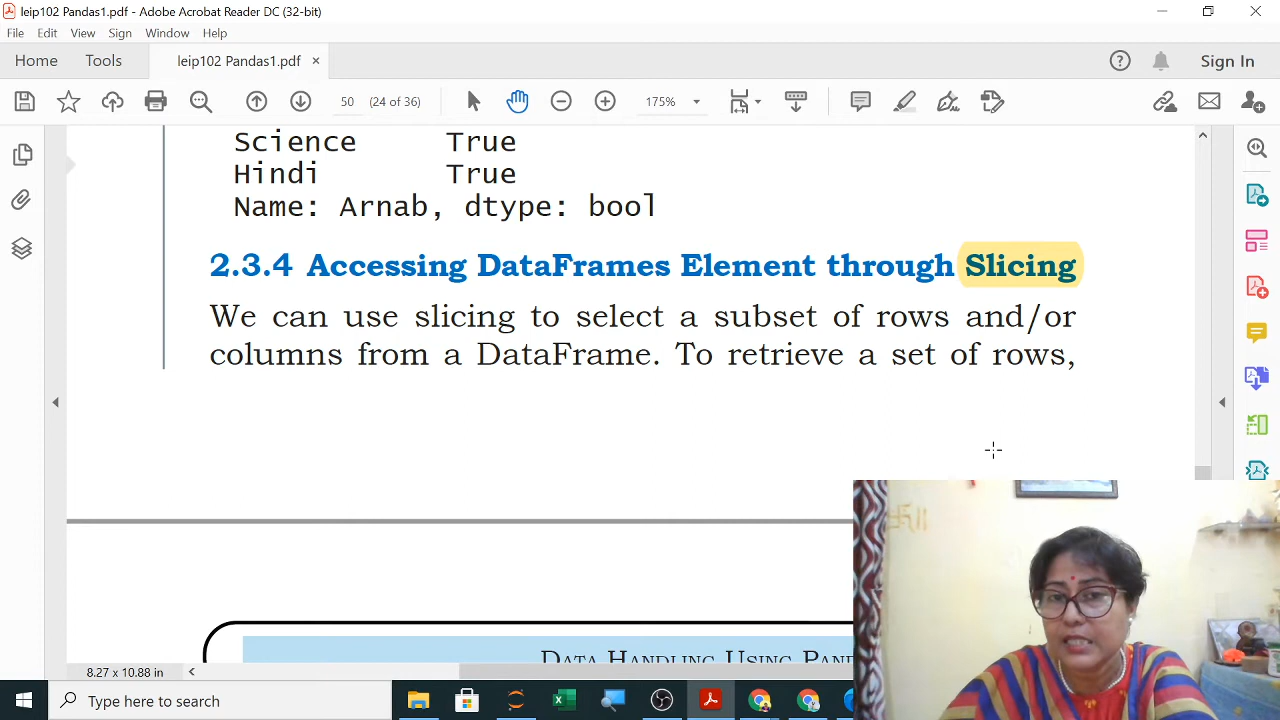 leip102 Pandas1.pdf - Adobe Acrobat Reader DC (32-bit)
File Edit View Sign Window Help
Home Tools leip102 Pandas1.pdf × Sign In
50 (24 of 36) 175%
Science True
Hindi True
Name: Arnab, dtype: bool
2.3.4 Accessing DataFrames Element through Slicing
We can use slicing to select a subset of rows and/or
columns from a DataFrame. To retrieve a set of rows,
DATA HANDLING USING
8.27 x 10.88 in
Type here to search